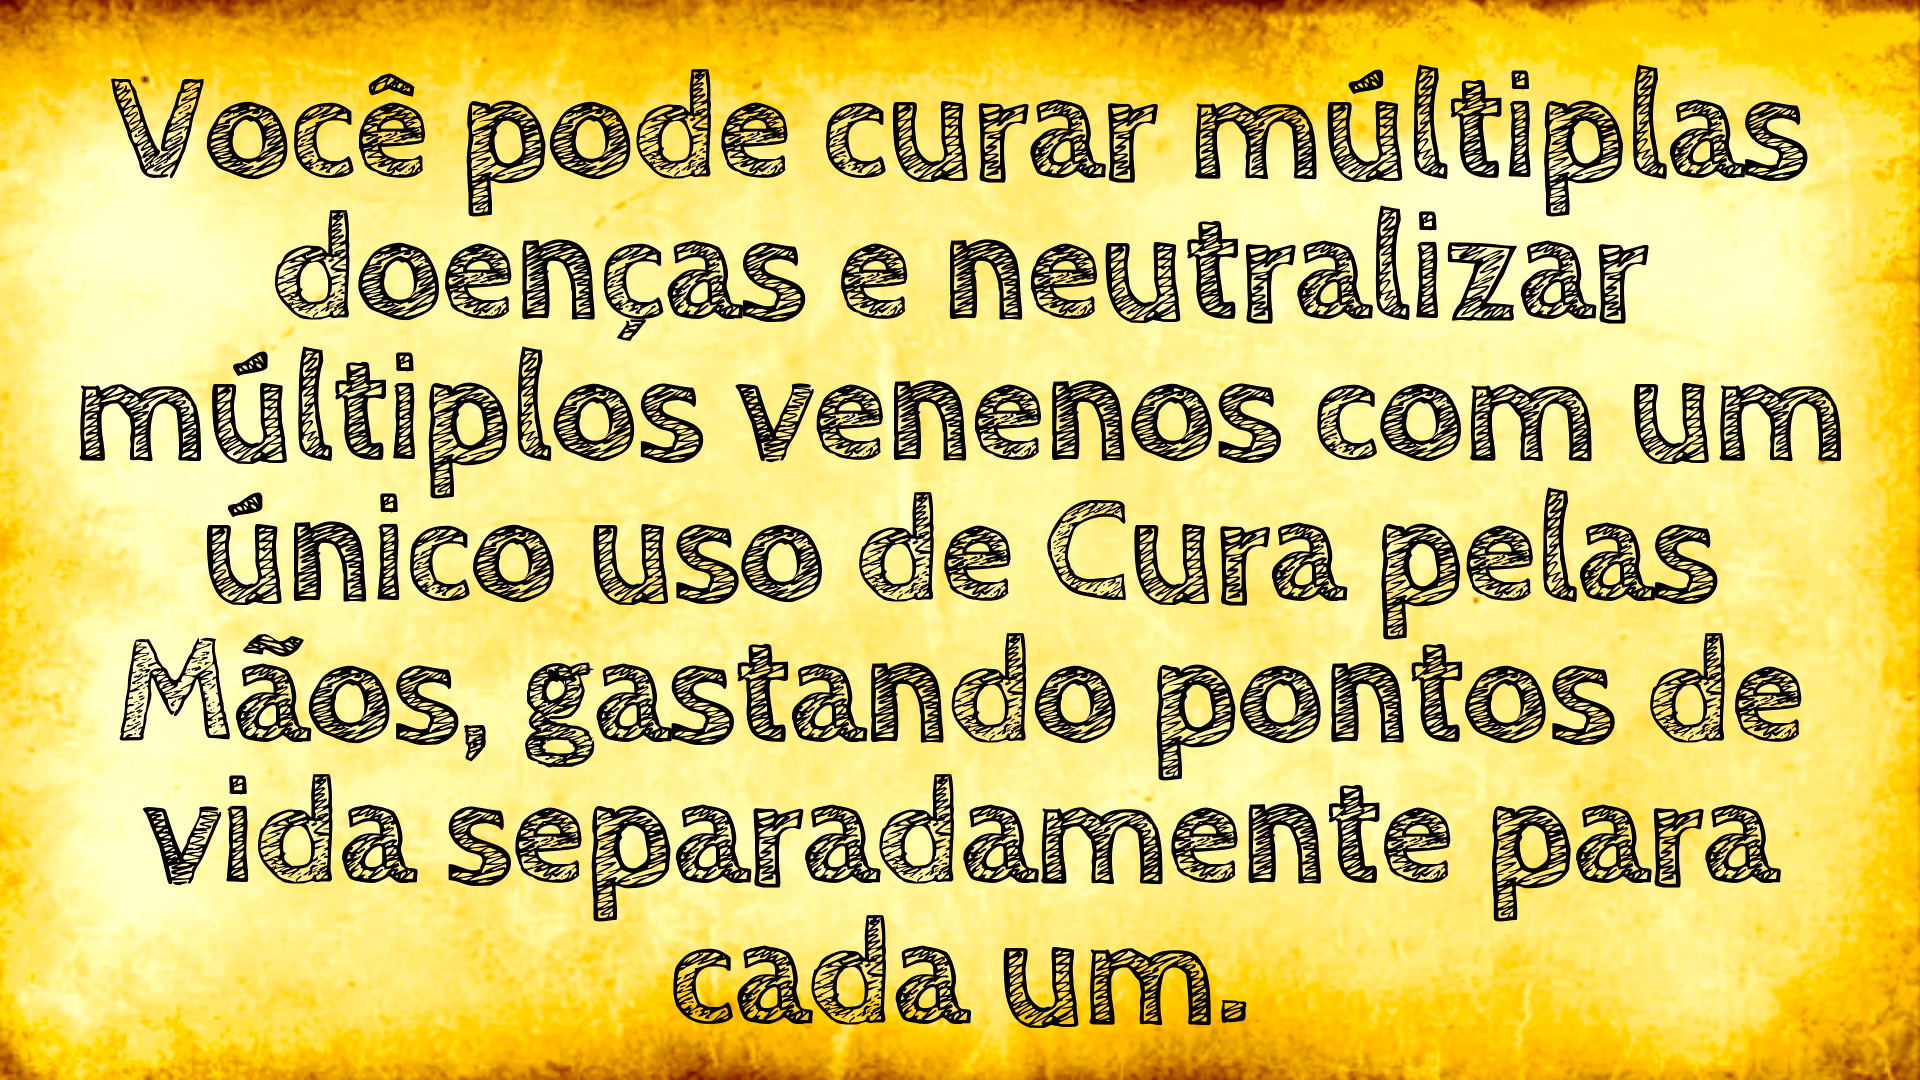 Você pode curar múltiplas
doenças e neutralizar
múltiplos venenos com um
único uso de Cura pelas
Mãos, gastando pontos de
vida separadamente para
cada um.